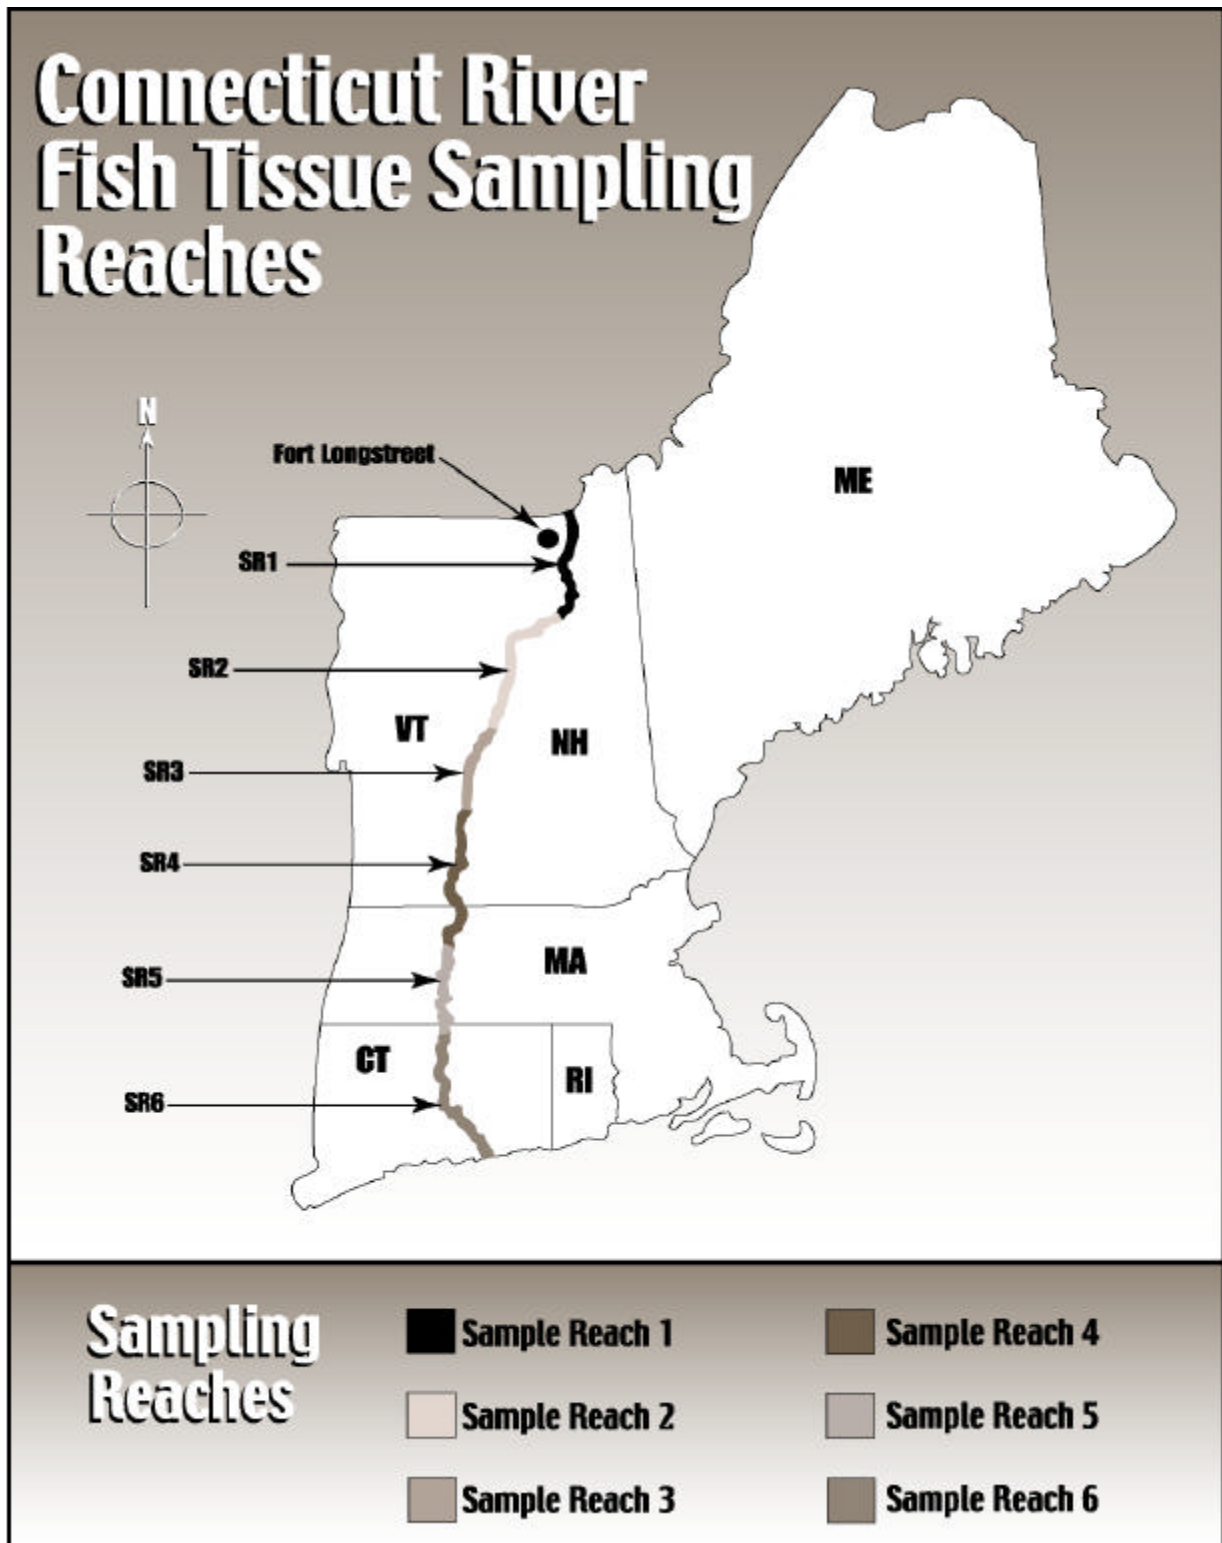 Connecticut River
Fish Tissue Sampling
Reaches
N
Fort Longstreet
ME
SR1
SR2
VT
NH
SR3
SR4
MA
SR5
CT
RI
SR6
Sampling
Reaches
Sample Reach 1
Sample Reach 2
Sample Reach 3
Sample Reach 4
Sample Reach 5
Sample Reach 6